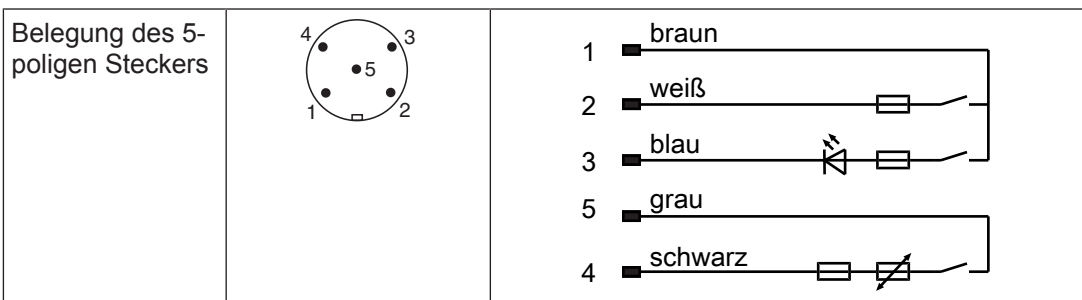 Belegung des 5-
poligen Steckers
4
3
5
1
2
1 braun
2 weiß
3 blau
5 grau
4 schwarz